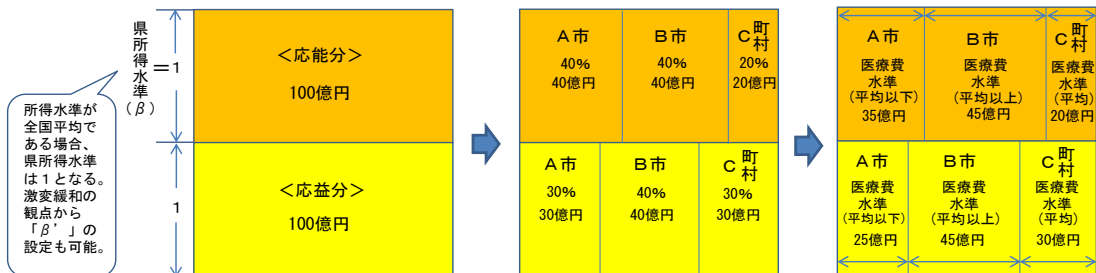 県所得水準(β)
＝1
1
所得水準が
全国平均で
ある場合、
県所得水準
は１となる。
激変緩和の
観点から
「β’」の
設定も可能。
＜応能分＞
100億円
＜応益分＞
100億円
Ａ市
40%
40億円
Ｂ市
40%
40億円
Ｃ町村
20%
20億円
Ａ市
30%
30億円
Ｂ市
40%
40億円
Ｃ町村
30%
30億円
Ａ市
医療費
水準
(平均以下)
35億円
Ｂ市
医療費
水準
(平均以上)
45億円
Ｃ町村
医療費
水準
(平均)
20億円
Ａ市
医療費
水準
(平均以下)
25億円
Ｂ市
医療費
水準
(平均以上)
45億円
Ｃ町村
医療費
水準
(平均)
30億円